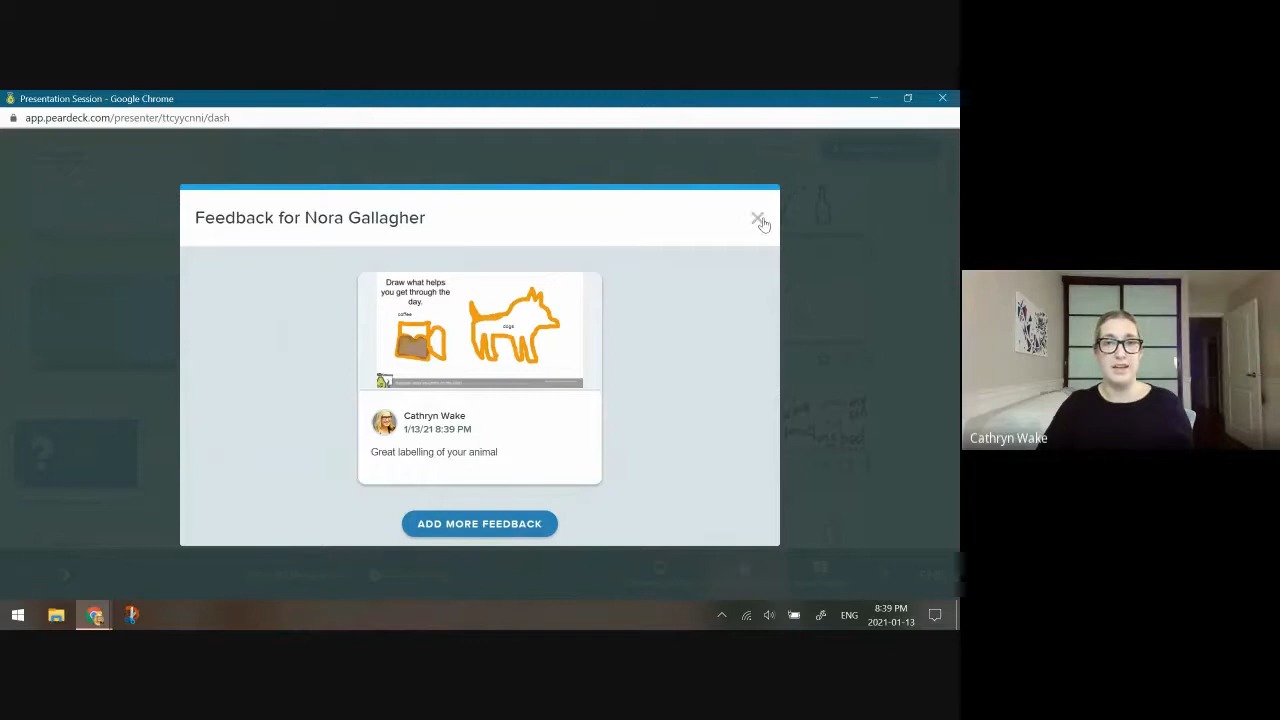 Presentation Session - Google Chrome
app.peardeck.com/presenter/ttcyycnni/dash
Feedback for Nora Gallagher
Draw what helps
you get through the
day.
coffee
dogs
Cathryn Wake
1/13/21 8:39 PM
Great labelling of your animal
ADD MORE FEEDBACK
Cathryn Wake
ENG
8:39 PM
2021-01-13